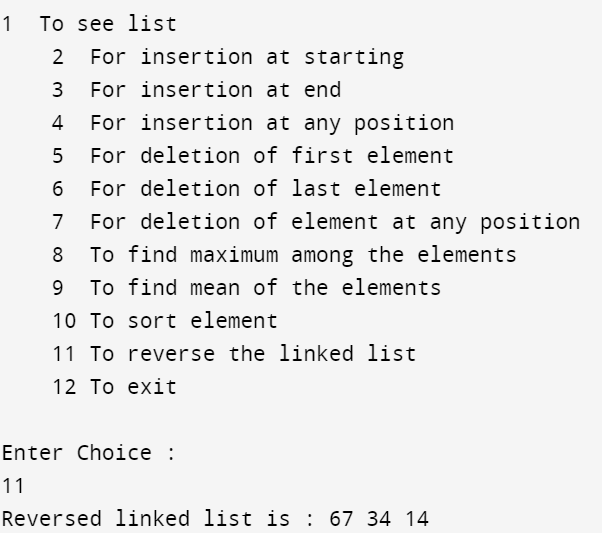 1  To see list
    2  For insertion at starting
    3  For insertion at end
    4  For insertion at any position
    5  For deletion of first element
    6  For deletion of last element
    7  For deletion of element at any position
    8  To find maximum among the elements
    9  To find mean of the elements
    10 To sort element
    11 To reverse the linked list
    12 To exit

Enter Choice :
11
Reversed linked list is : 67 34 14